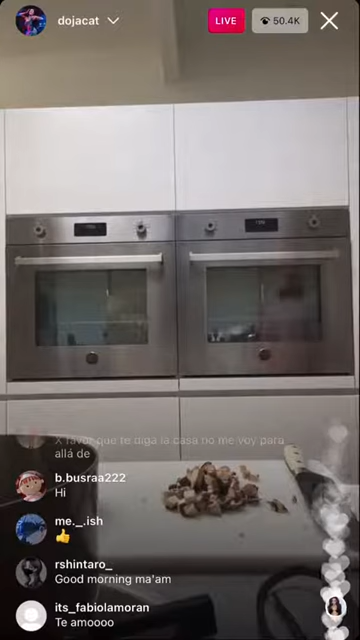 dojacat
LIVE
50.4K
X favor que te diga la casa no me voy para
allá de
b.busraa222
Hi
me._.ish
👍
rshintaro_
Good morning ma'am
its_fabiolamoran
Te amoooo